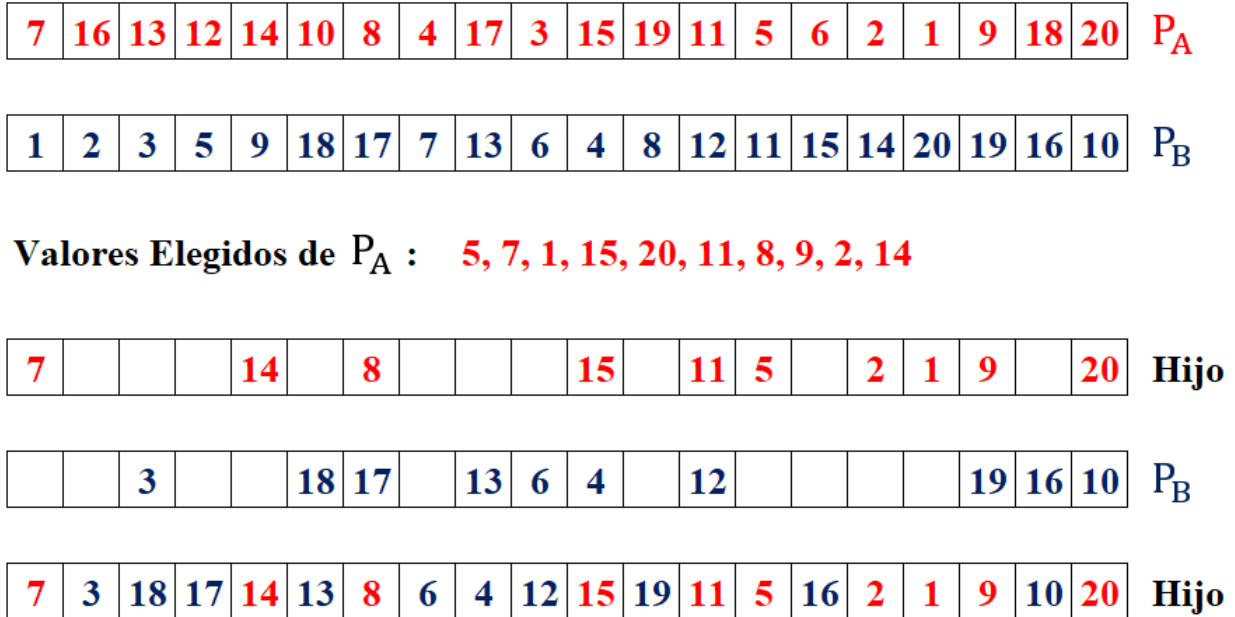 7 16 13 12 14 10 8 4 17 3 15 19 11 5 6 2 1 9 18 20 P_A
1 2 3 5 9 18 17 7 13 6 4 8 12 11 15 14 20 19 16 10 P_B
Valores Elegidos de P_A : 5, 7, 1, 15, 20, 11, 8, 9, 2, 14
7 14 8 15 11 5 2 1 9 20 Hijo
3 18 17 13 6 4 12 19 16 10 P_B
7 3 18 17 14 13 8 6 4 12 15 19 11 5 16 2 1 9 10 20 Hijo